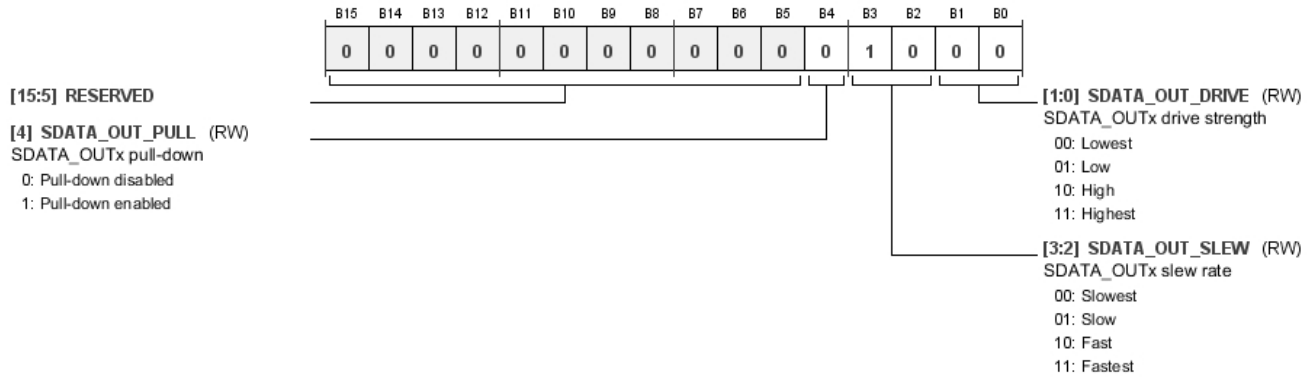 B15 B14 B13 B12 B11 B10 B9 B8 B7 B6 B5 B4 B3 B2 B1 B0
0 0 0 0 0 0 0 0 0 0 0 0 1 0 0 0
[15:5] RESERVED
[4] SDATA_OUT_PULL (RW)
SDATA_OUTx pull-down
0: Pull-down disabled
1: Pull-down enabled
[1:0] SDATA_OUT_DRIVE (RW)
SDATA_OUTx drive strength
00: Lowest
01: Low
10: High
11: Highest
[3:2] SDATA_OUT_SLEW (RW)
SDATA_OUTx slew rate
00: Slowest
01: Slow
10: Fast
11: Fastest